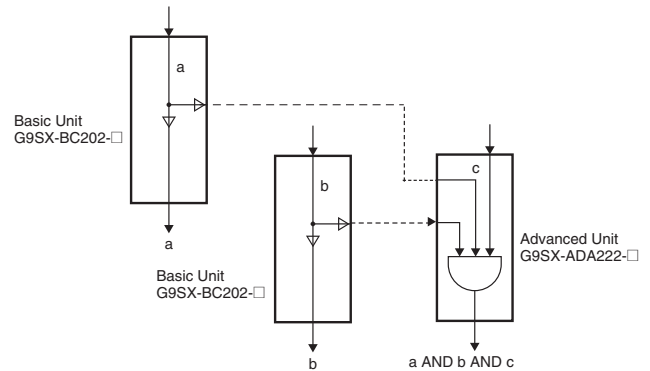 a
Basic Unit
G9SX-BC202-□
a
b
c
Basic Unit
G9SX-BC202-□
b
Advanced Unit
G9SX-ADA222-□
a AND b AND c